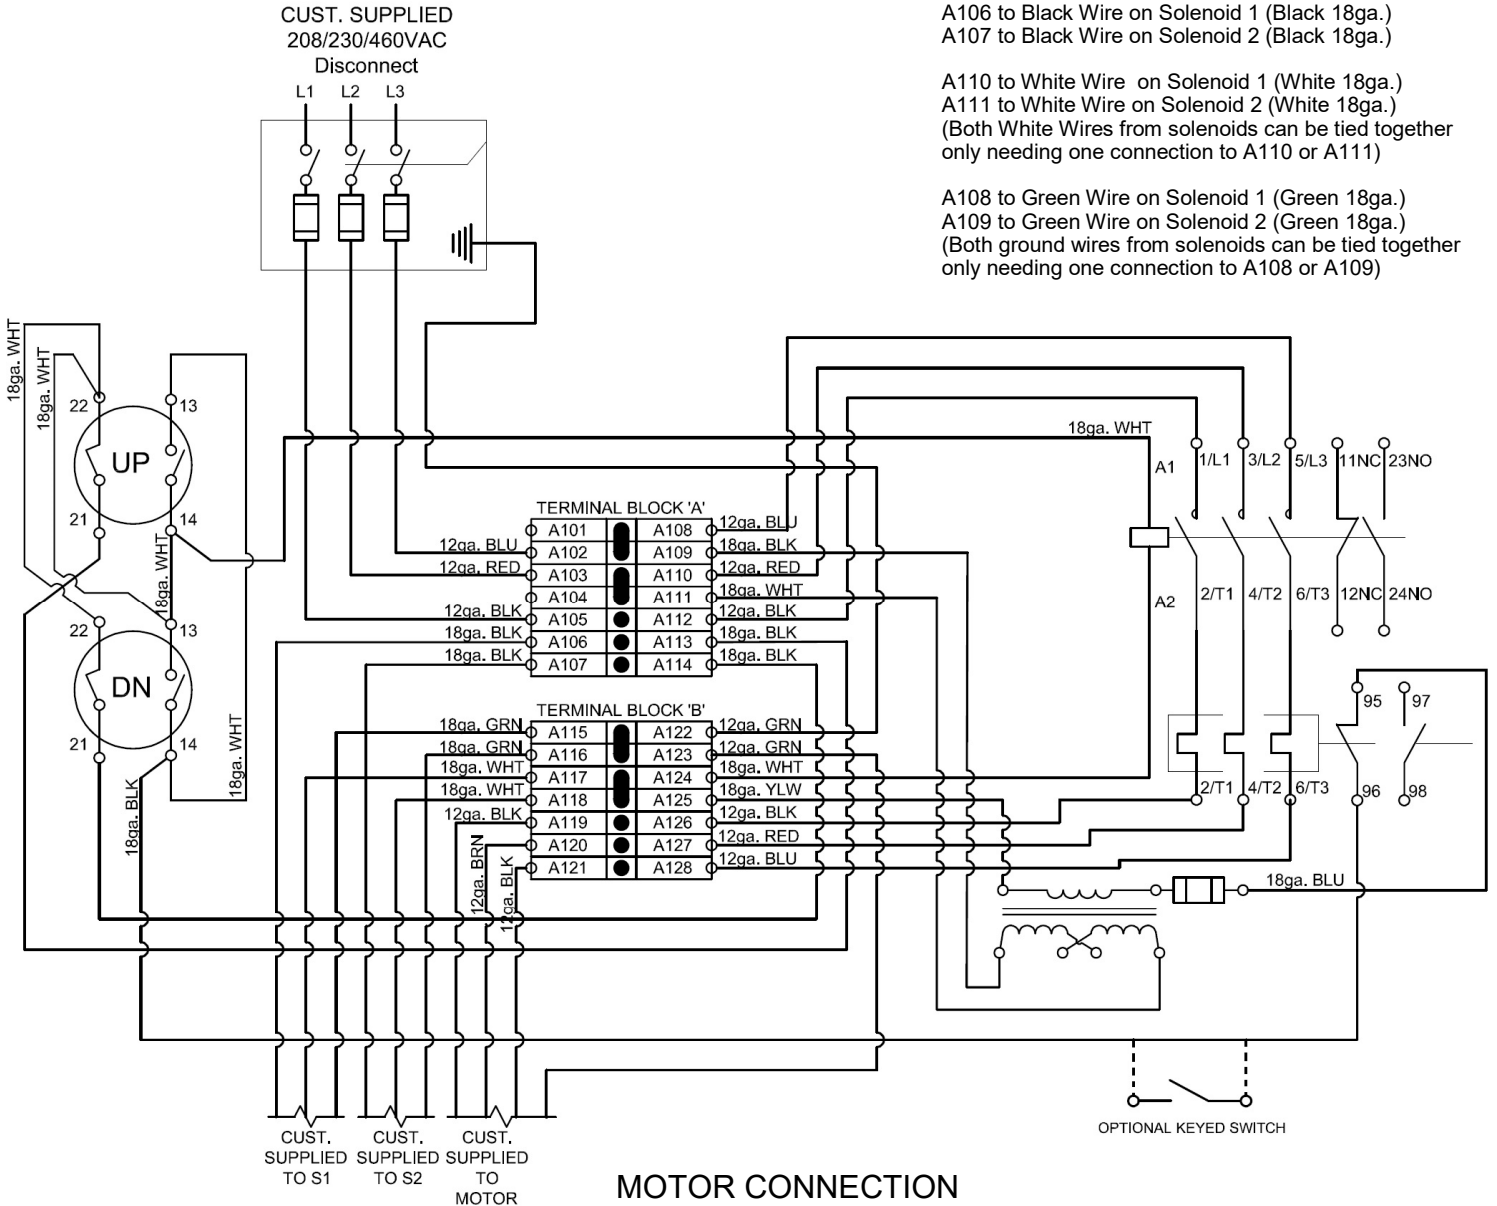 CUST. SUPPLIED
208/230/460VAC
Disconnect
L1 L2 L3
A106 to Black Wire on Solenoid 1 (Black 18ga.)
A107 to Black Wire on Solenoid 2 (Black 18ga.)
A110 to White Wire on Solenoid 1 (White 18ga.)
A111 to White Wire on Solenoid 2 (White 18ga.)
(Both White Wires from solenoids can be tied together
only needing one connection to A110 or A111)
A108 to Green Wire on Solenoid 1 (Green 18ga.)
A109 to Green Wire on Solenoid 2 (Green 18ga.)
(Both ground wires from solenoids can be tied together
only needing one connection to A108 or A109)
18ga. WHT
18ga. WHT
22 13
UP
21 14
18ga. WHT
22 13
DN
21 14
18ga. WHT
18ga. BLK
18ga. WHT
A1 1/L1 3/L2 5/L3 11NC 23NO
A2 2/T1 4/T2 6/T3 12NC 24NO
TERMINAL BLOCK 'A'
A101 A108 12ga. BLU
12ga. BLU A102 A109 18ga. BLK
12ga. RED A103 A110 12ga. RED
A104 A111 18ga. WHT
12ga. BLK A105 A112 12ga. BLK
18ga. BLK A106 A113 18ga. BLK
18ga. BLK A107 A114 18ga. BLK
TERMINAL BLOCK 'B'
18ga. GRN A115 A122 12ga. GRN
18ga. GRN A116 A123 12ga. GRN
18ga. WHT A117 A124 18ga. WHT
18ga. WHT A118 A125 18ga. YLW
12ga. BLK A119 A126 12ga. BLK
A120 A127 12ga. RED
A121 A128 12ga. BLU
12ga. BRN
12ga. BLK
95 97
2/T1 4/T2 6/T3 96 98
18ga. BLU
OPTIONAL KEYED SWITCH
CUST. CUST. CUST.
SUPPLIED SUPPLIED SUPPLIED
TO S1 TO S2 TO
MOTOR
MOTOR CONNECTION